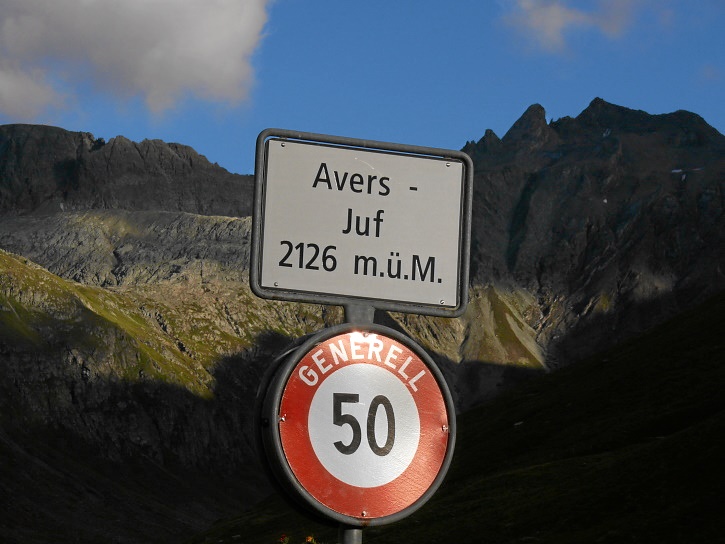 Avers -
Juf
2126 m.ü.M.
GENERELL
50